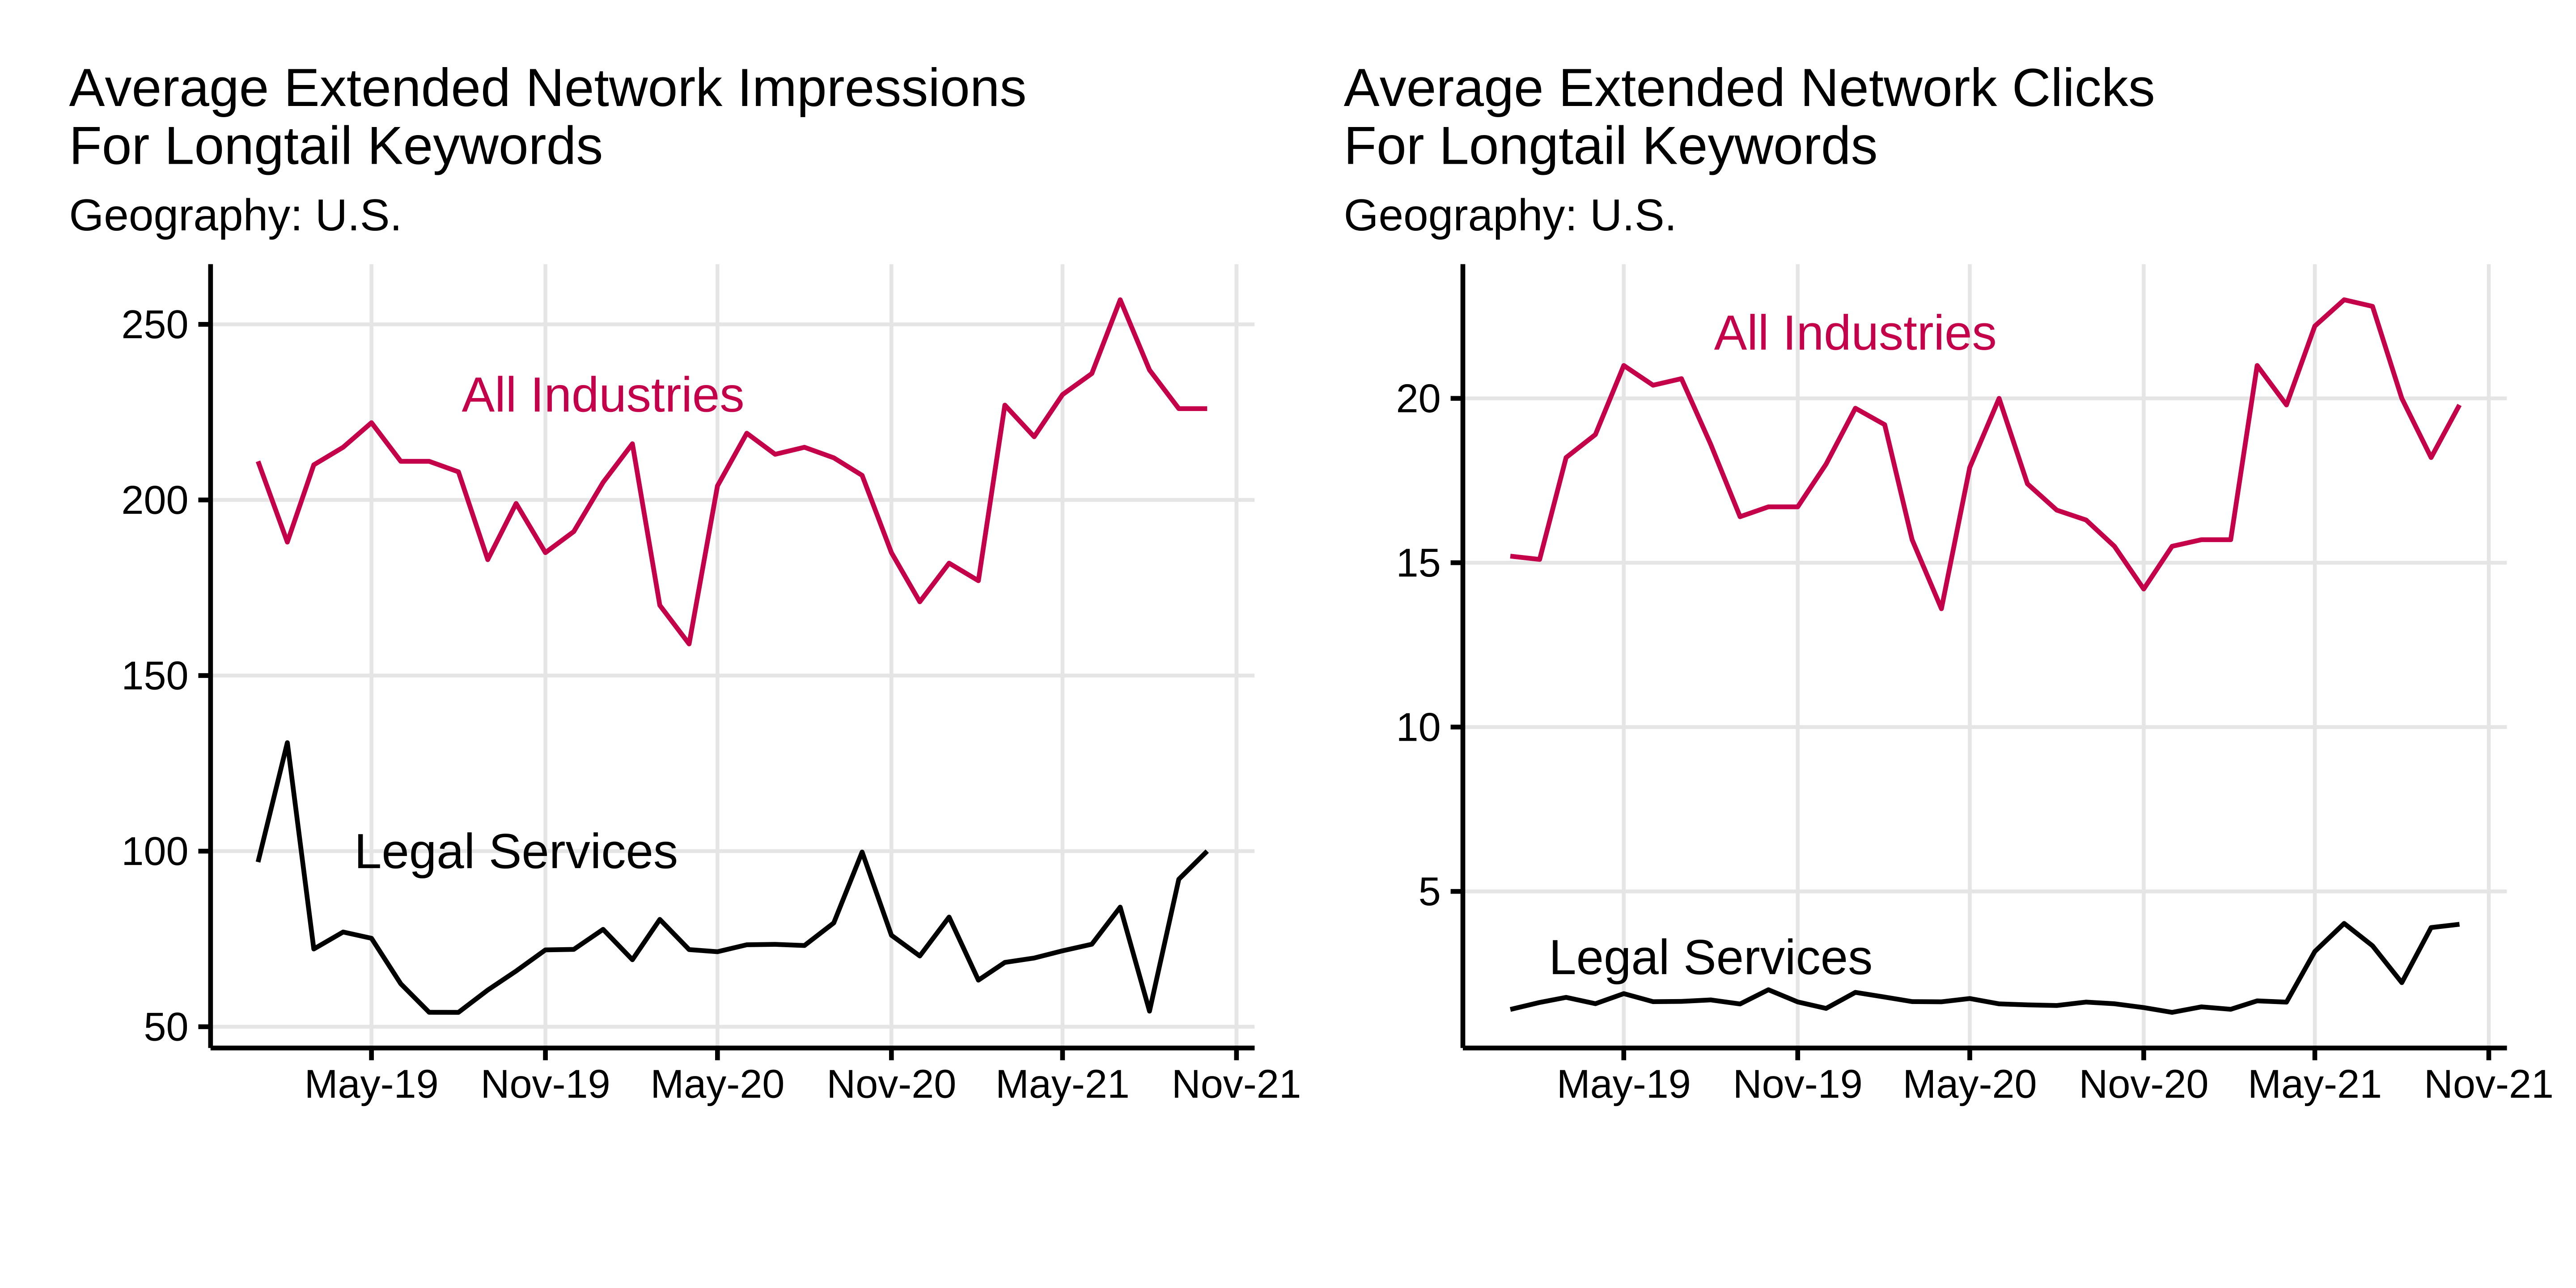 Average Extended Network Impressions
For Longtail Keywords
Geography: U.S.
250
200
150
100
50
All Industries
Legal Services
May-19 Nov-19 May-20 Nov-20 May-21 Nov-21
Average Extended Network Clicks
For Longtail Keywords
Geography: U.S.
20
15
10
5
All Industries
Legal Services
May-19 Nov-19 May-20 Nov-20 May-21 Nov-21